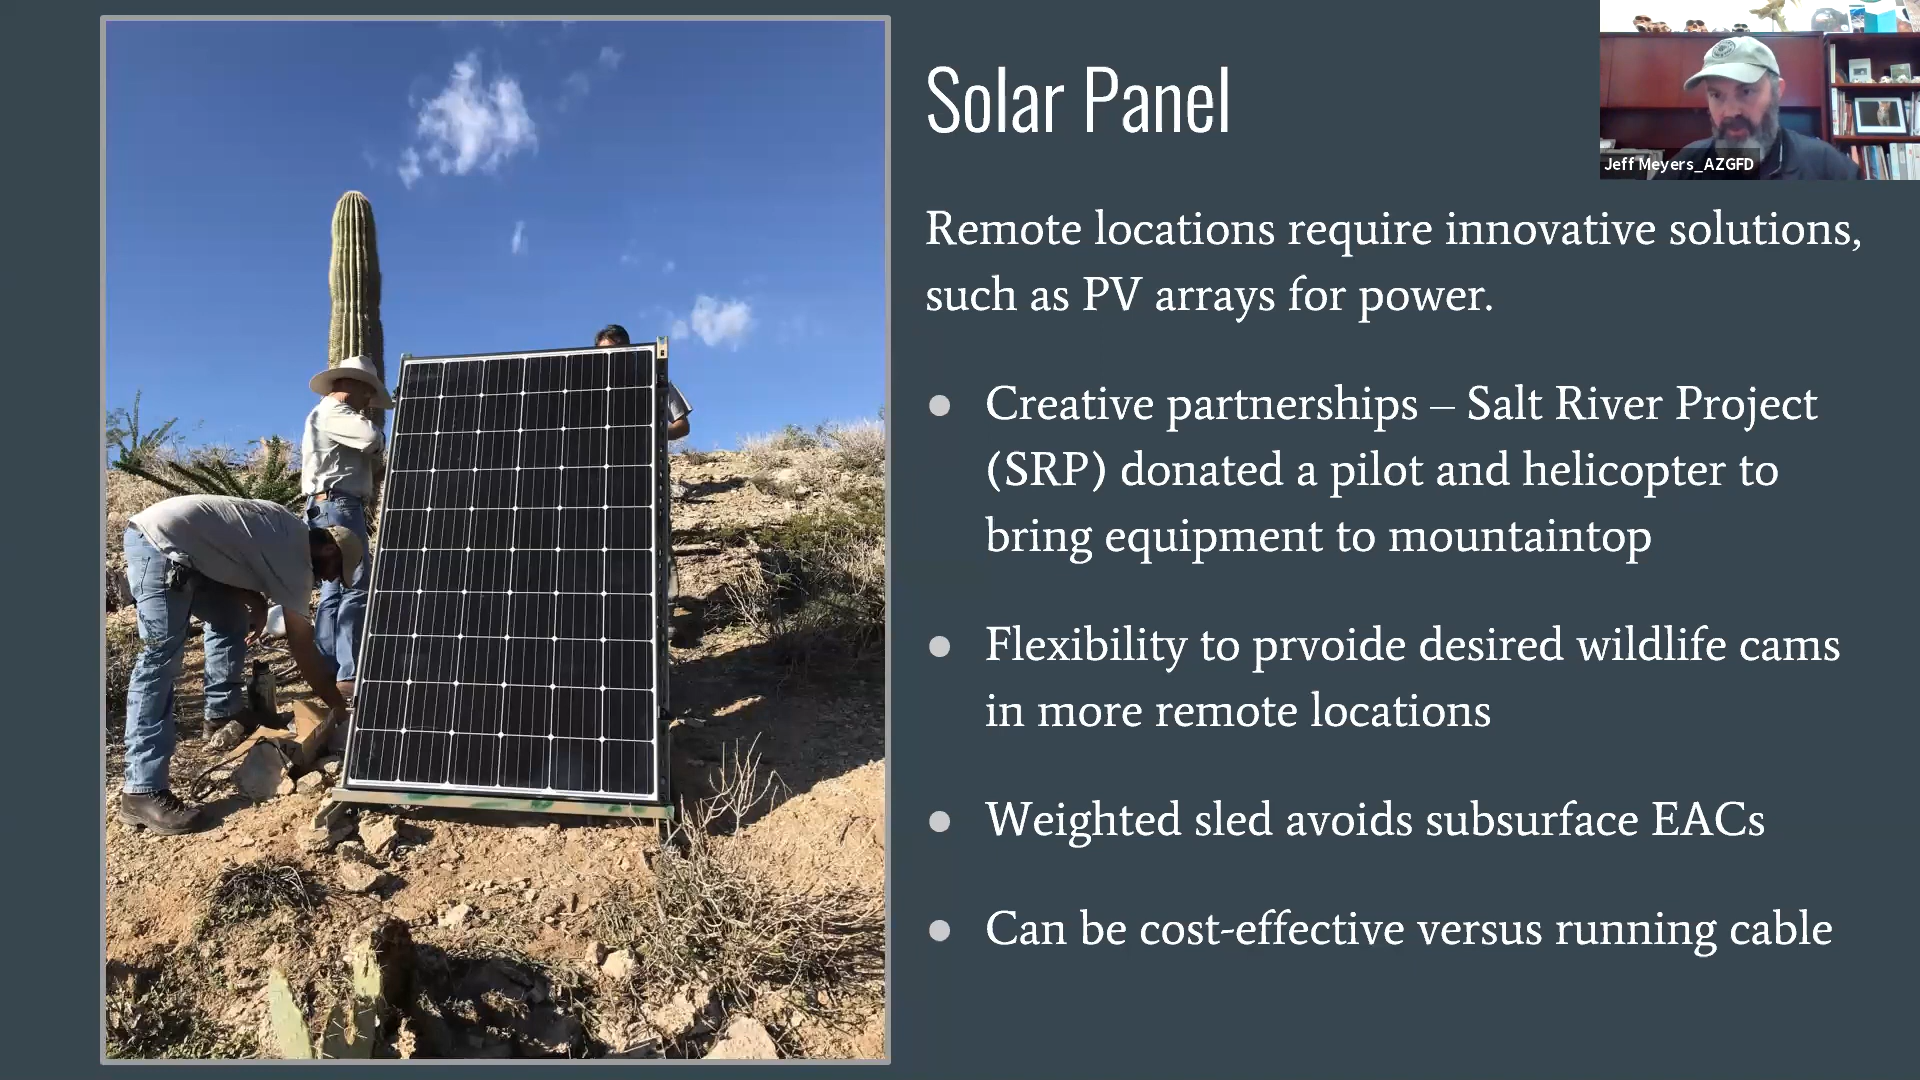 Solar Panel
Jeff Meyers_AZGFD
Remote locations require innovative solutions,
such as PV arrays for power.
Creative partnerships – Salt River Project
(SRP) donated a pilot and helicopter to
bring equipment to mountaintop
Flexibility to prvoide desired wildlife cams
in more remote locations
Weighted sled avoids subsurface EACs
Can be cost-effective versus running cable